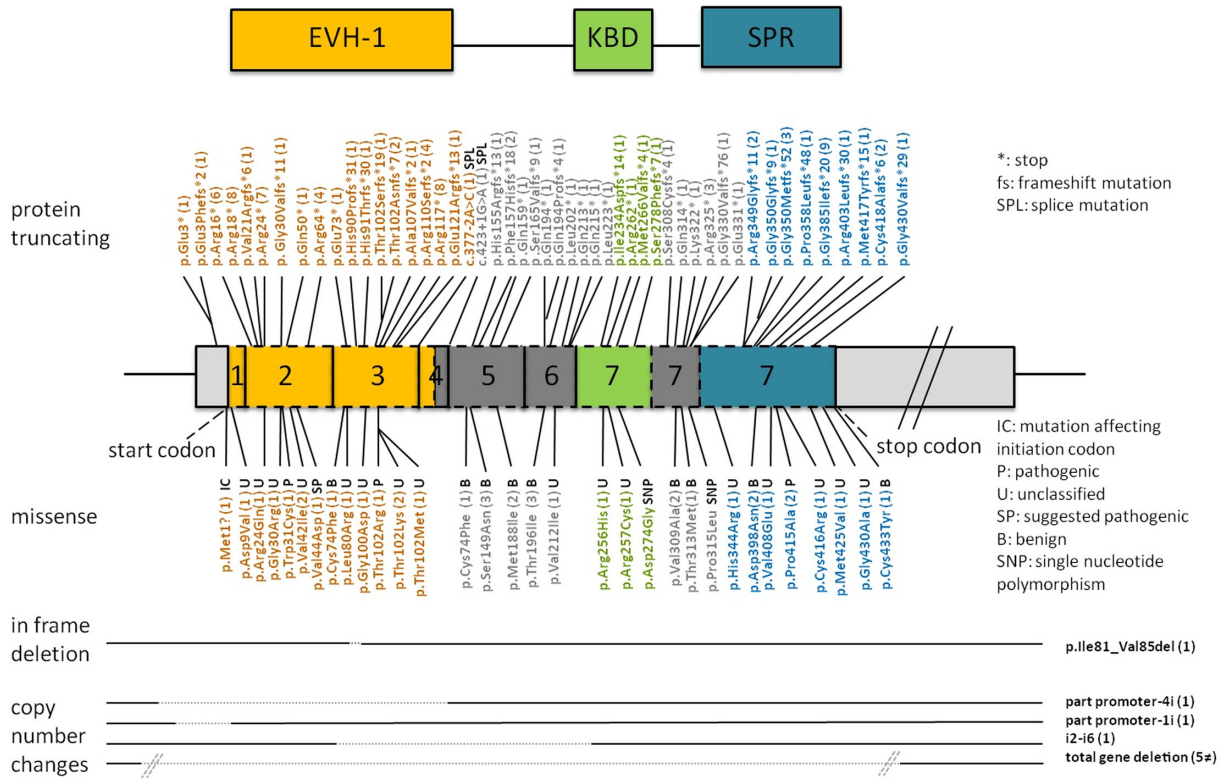 EVH-1
KBD
SPR
protein
truncating
p.Glu3* (1)
p.Glu3Phefs*2 (1)
p.Arg16* (6)
p.Arg18* (8)
p.Val21Argfs*6 (1)
p.Arg24* (7)
p.Gly30Valfs*11 (1)
p.Gln50* (1)
p.Arg64* (4)
p.Glu73* (1)
p.His90Profs*33 (1)
p.His91Thrfs*30 (1)
p.Thr102Serfs*19 (1)
p.Thr102Asnfs*7 (2)
p.Ala107Valfs*2 (1)
p.Arg110Serfs*2 (4)
p.Arg117* (8)
p.Glu121Argfs*13 (1)
c.377-2A>C (1) SPL
c.423+1G>A (1) SPL
p.His155Argfs*13 (1)
p.Phe157Hisfs*18 (2)
p.Gln159* (1)
p.Ser165Valfs*9 (1)
p.Gln194* (1)
p.Gln194Profs*4 (1)
p.Leu202* (1)
p.Gln213* (1)
p.Gln215* (1)
p.Leu223* (1)
p.Ile234Aspfs*14 (1)
p.Arg262* (1)
p.Met266Valfs*4 (1)
p.Ser278Phefs*7 (1)
p.Ser308Cysfs*4 (1)
p.Gln314* (1)
p.Lys322* (1)
p.Arg325* (3)
p.Gly330Valfs*76 (1)
p.Glu331* (1)
p.Arg349Glyfs*11 (2)
p.Gly350Glyfs*9 (1)
p.Gly350Metfs*52 (3)
p.Pro358Leufs*48 (1)
p.Gly385Ilefs*20 (9)
p.Arg403Leufs*30 (1)
p.Met417Tyrfs*15 (1)
p.Cys418Alafs*6 (2)
p.Gly430Valfs*29 (1)
*: stop
fs: frameshift mutation
SPL: splice mutation
1
2
3
4
5
6
7
7
7
start codon
stop codon
missense
p.Met1? (1) IC
p.Asp9Val (1) U
p.Arg24Gln(1) U
p.Gly30Arg(1) U
p.Trp31Cys(1) P
p.Val42Ile(2) U
p.Val44Asp (1) SP
p.Cys74Phe (1) B
p.Leu80Arg (1) U
p.Gly100Asp(1) U
p.Thr102Arg (1) P
p.Thr102Lys (2) U
p.Thr102Met (1) U
p.Cys74Phe (1) B
p.Ser149Asn (3) B
p.Met188Ile (2) B
p.Thr196Ile (3) B
p.Val212Ile (1) U
p.Arg256His (1) U
p.Arg257Cys(1) U
p.Asp274Gly SNP
p.Val309Ala(2) B
p.Thr313Met(1) B
p.Pro315Leu SNP
p.His344Arg (1) U
p.Asp398Asn(2) B
p.Val408Glu(1) U
p.Pro415Ala (2) P
p.Cys416Arg (1) U
p.Met425Val (1) U
p.Gly430Ala (1) U
p.Cys433Tyr (1) B
IC: mutation affecting
initiation codon
P: pathogenic
U: unclassified
SP: suggested pathogenic
B: benign
SNP: single nucleotide
polymorphism
in frame
deletion
p.Ile81_Val85del (1)
copy
number
changes
part promoter-4i (1)
part promoter-1i (1)
i2-i6 (1)
total gene deletion (5≠)